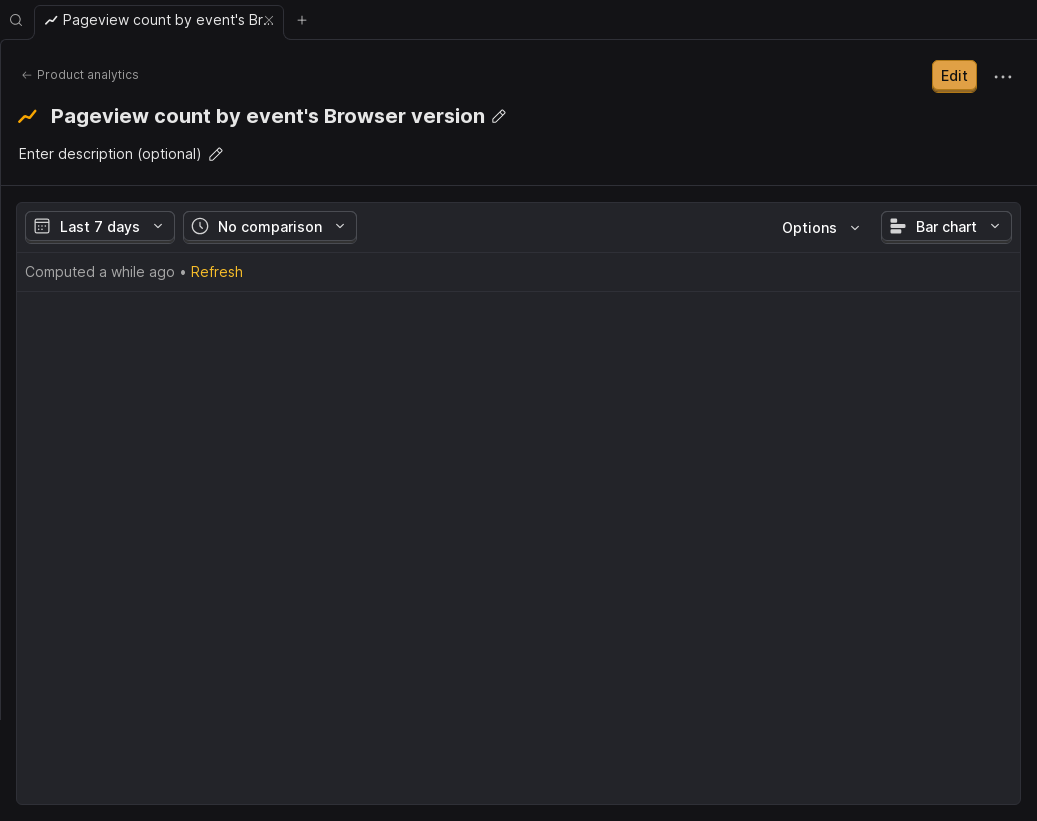 Pageview count by event's Br...
Product analytics
Edit
Pageview count by event's Browser version
Enter description (optional)
Last 7 days
No comparison
Options
Bar chart
Computed a while ago • Refresh